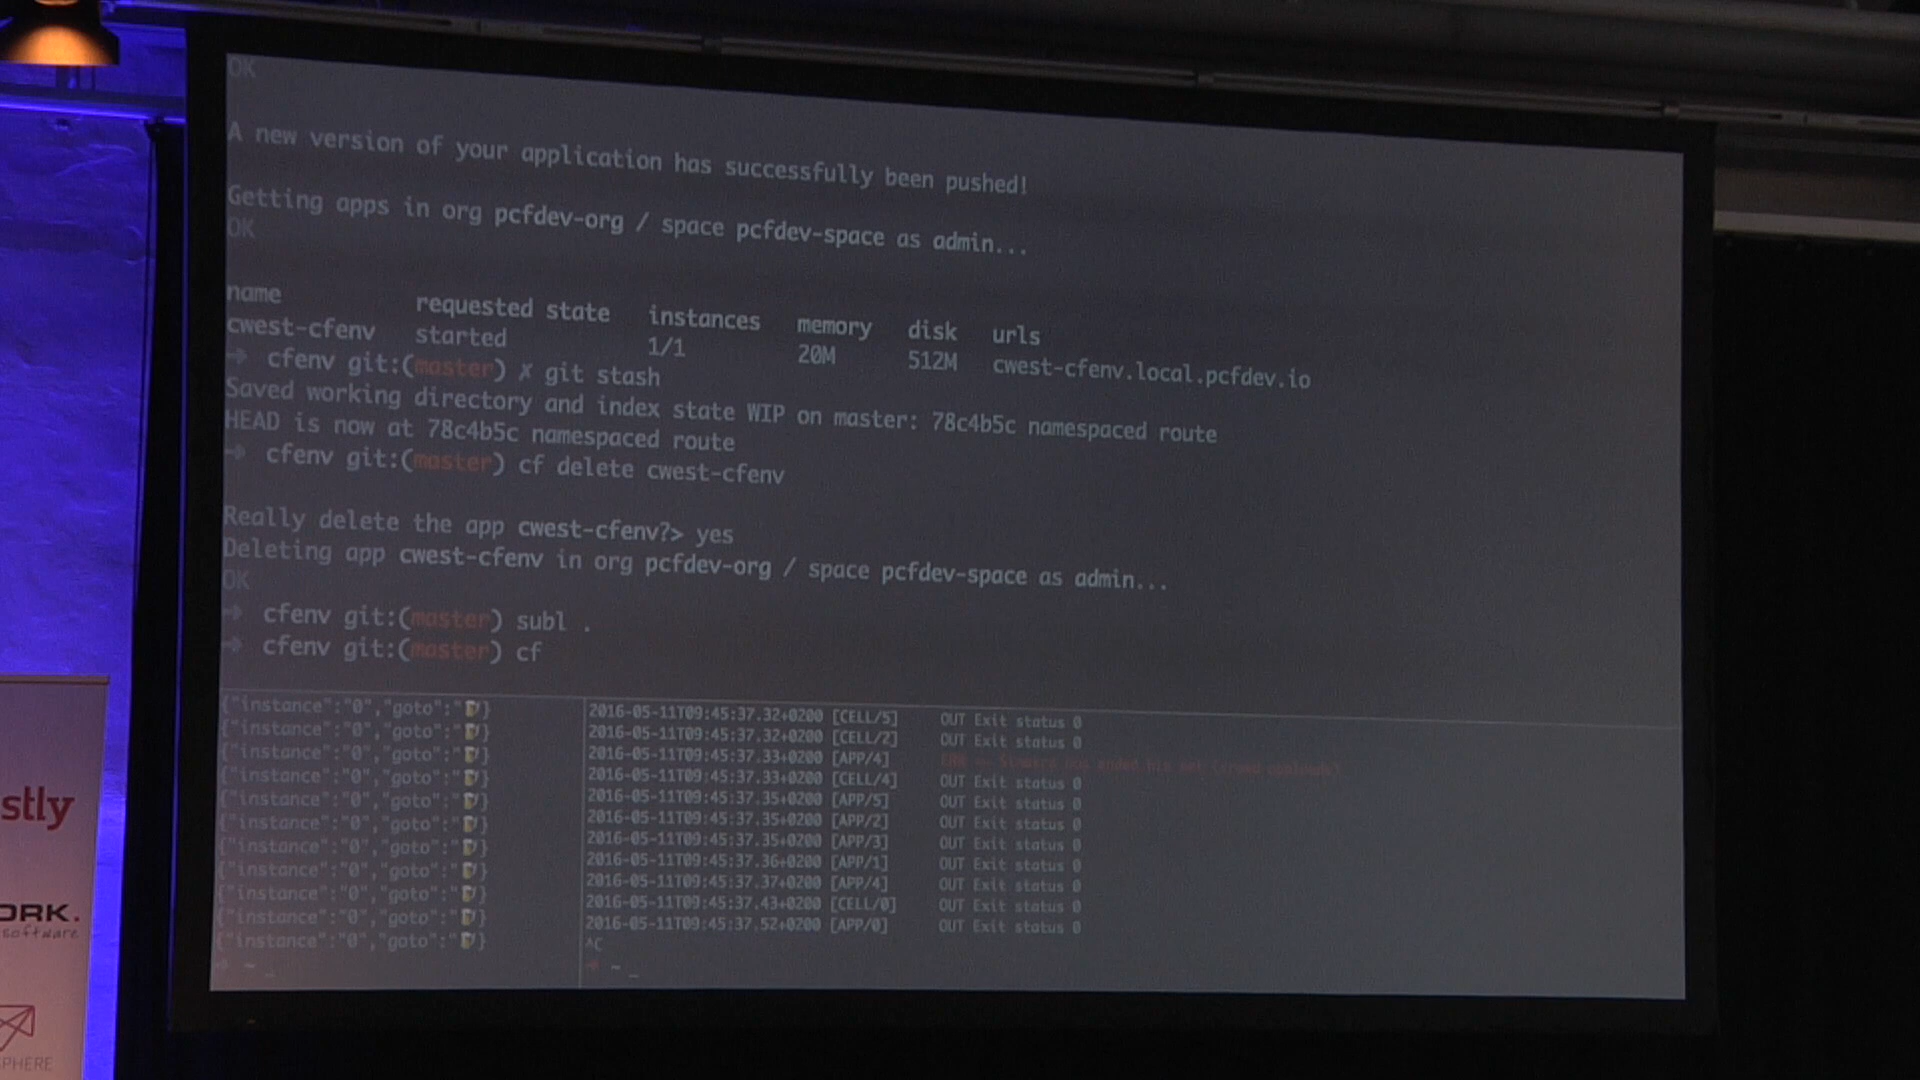 OK
A new version of your application has successfully been pushed!
Getting apps in org pcfdev-org / space pcfdev-space as admin...
OK
name requested state instances memory disk urls
cwest-cfenv started 1/1 20M 512M cwest-cfenv.local.pcfdev.io
➜ cfenv git:(master) ✗ git stash
Saved working directory and index state WIP on master: 78c4b5c namespaced route
HEAD is now at 78c4b5c namespaced route
➜ cfenv git:(master) cf delete cwest-cfenv
Really delete the app cwest-cfenv?> yes
Deleting app cwest-cfenv in org pcfdev-org / space pcfdev-space as admin...
OK
➜ cfenv git:(master) subl .
➜ cfenv git:(master) cf
{"instance":"0","goto":"🍺"}
{"instance":"0","goto":"🍺"}
{"instance":"0","goto":"🍺"}
{"instance":"0","goto":"🍺"}
{"instance":"0","goto":"🍺"}
{"instance":"0","goto":"🍺"}
{"instance":"0","goto":"🍺"}
{"instance":"0","goto":"🍺"}
{"instance":"0","goto":"🍺"}
{"instance":"0","goto":"🍺"}
{"instance":"0","goto":"🍺"}
➜ ~ _
2016-05-11T09:45:37.32+0200 [CELL/5] OUT Exit status 0
2016-05-11T09:45:37.32+0200 [CELL/2] OUT Exit status 0
2016-05-11T09:45:37.33+0200 [APP/4] ERR
2016-05-11T09:45:37.33+0200 [CELL/4] OUT Exit status 0
2016-05-11T09:45:37.35+0200 [APP/5] OUT Exit status 0
2016-05-11T09:45:37.35+0200 [APP/2] OUT Exit status 0
2016-05-11T09:45:37.35+0200 [APP/3] OUT Exit status 0
2016-05-11T09:45:37.36+0200 [APP/1] OUT Exit status 0
2016-05-11T09:45:37.37+0200 [APP/4] OUT Exit status 0
2016-05-11T09:45:37.43+0200 [CELL/0] OUT Exit status 0
2016-05-11T09:45:37.52+0200 [APP/0] OUT Exit status 0
^C
➜ ~ _
stly
ORK.
software
PHERE